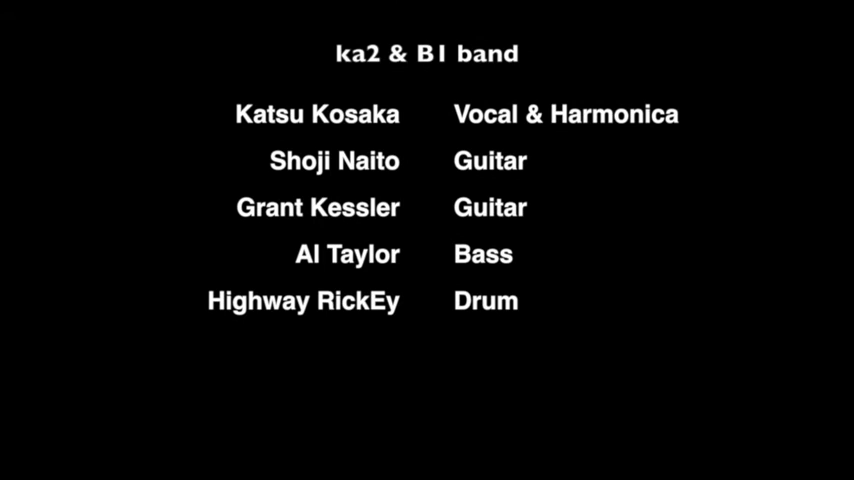 ka2 & B1 band
Katsu Kosaka Vocal & Harmonica
Shoji Naito Guitar
Grant Kessler Guitar
Al Taylor Bass
Highway RickEy Drum